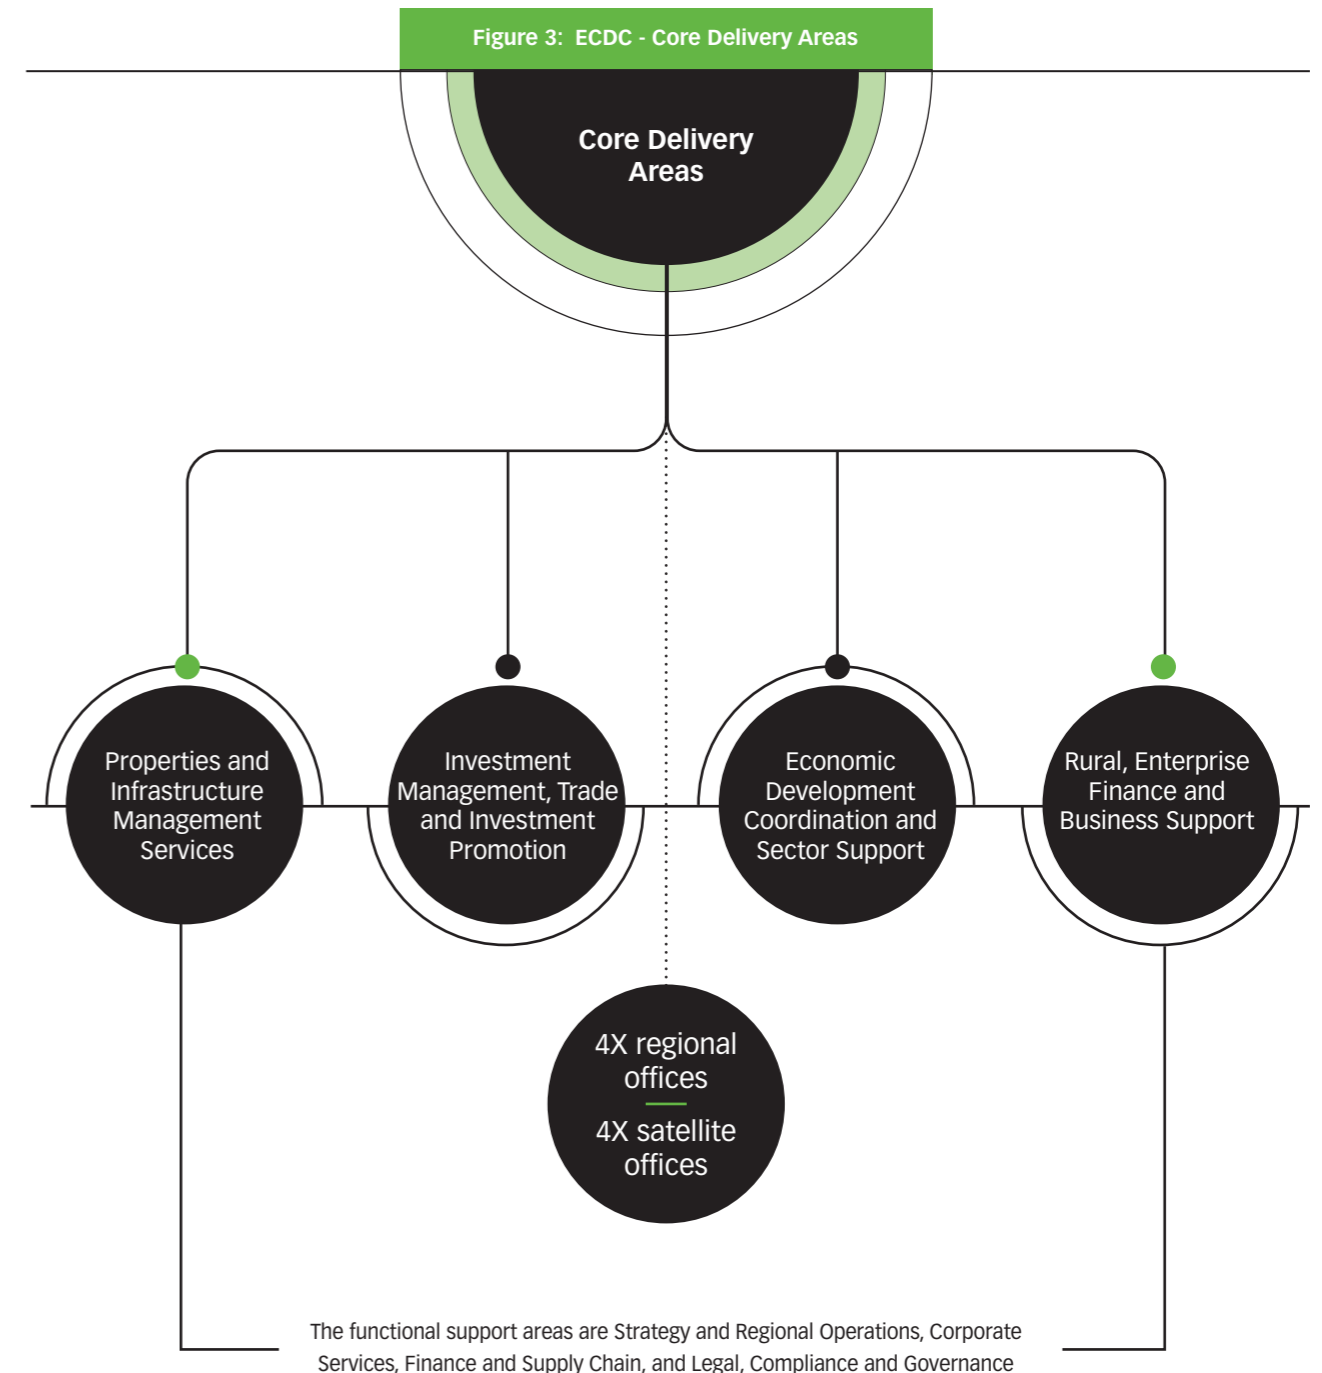 Figure 3: ECDC - Core Delivery Areas
Core Delivery
Areas
Properties and
Infrastructure
Management
Services
Investment
Management, Trade
and Investment
Promotion
Economic
Development
Coordination and
Sector Support
Rural, Enterprise
Finance and
Business Support
4X regional
offices
4X satellite
offices
The functional support areas are Strategy and Regional Operations, Corporate
Services, Finance and Supply Chain, and Legal, Compliance and Governance